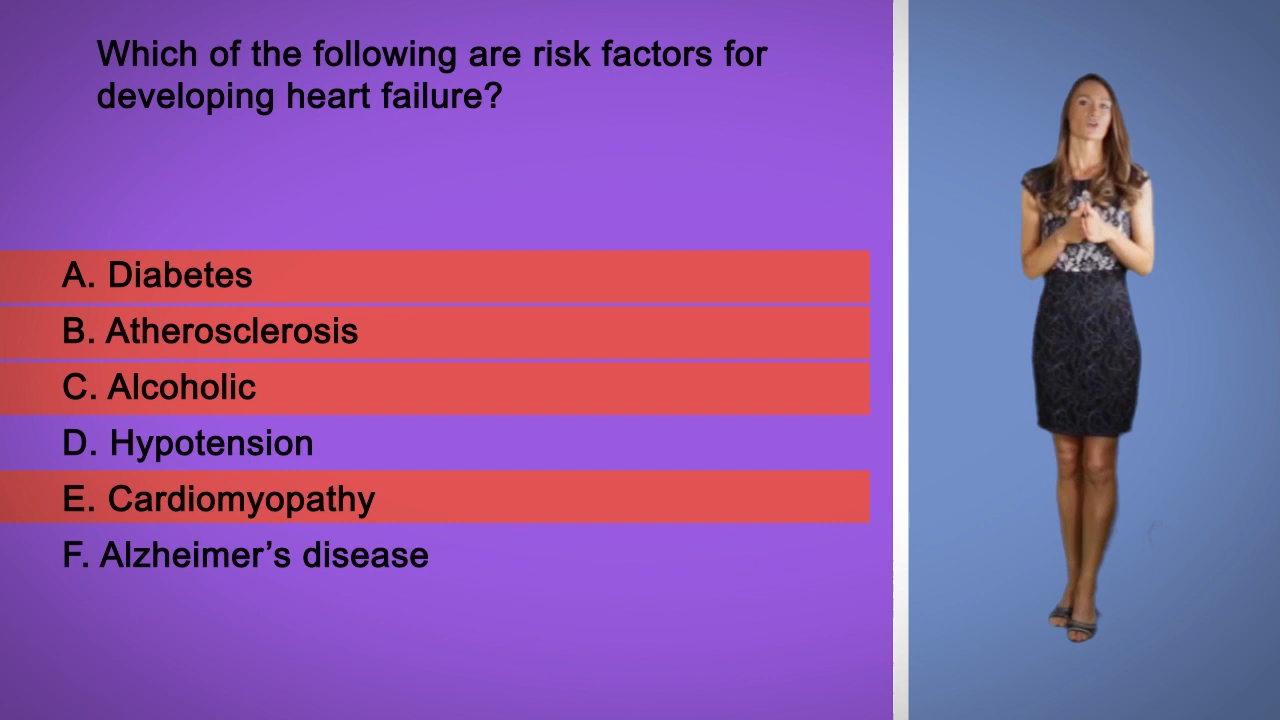 Which of the following are risk factors for
developing heart failure?
A. Diabetes
B. Atherosclerosis
C. Alcoholic
D. Hypotension
E. Cardiomyopathy
F. Alzheimer’s disease